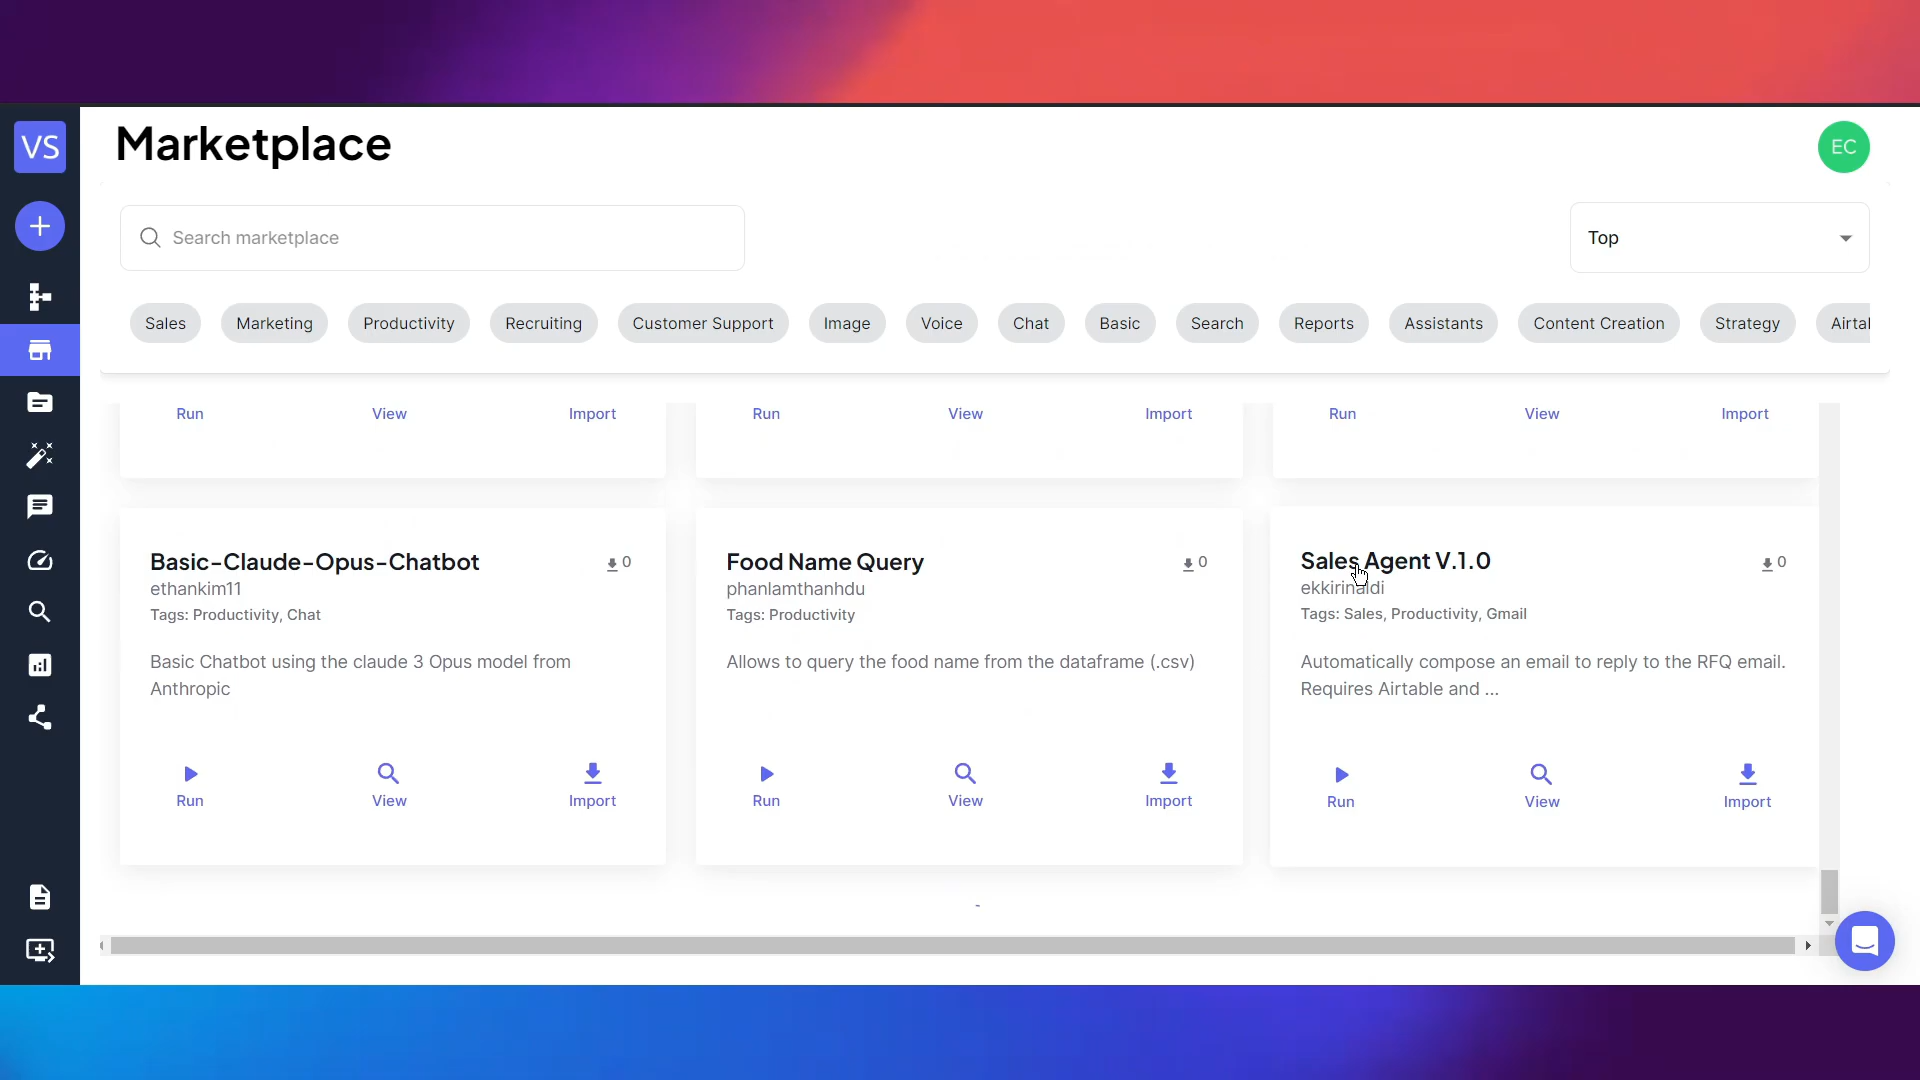 VS
Marketplace
EC
Search marketplace
Top
Sales
Marketing
Productivity
Recruiting
Customer Support
Image
Voice
Chat
Basic
Search
Reports
Assistants
Content Creation
Strategy
Airtal
Run
View
Import
Run
View
Import
Run
View
Import
Basic-Claude-Opus-Chatbot
0
ethankim11
Tags: Productivity, Chat
Basic Chatbot using the claude 3 Opus model from
Anthropic
Run
View
Import
Food Name Query
0
phanlamthanhdu
Tags: Productivity
Allows to query the food name from the dataframe (.csv)
Run
View
Import
Sales Agent V.1.0
0
ekkirinaldi
Tags: Sales, Productivity, Gmail
Automatically compose an email to reply to the RFQ email.
Requires Airtable and ...
Run
View
Import